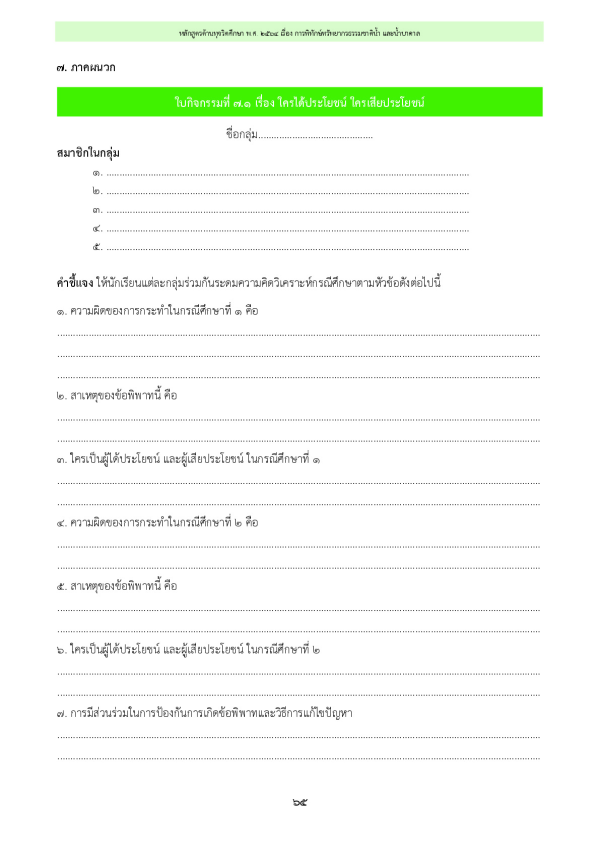 หลักสูตรต้านทุจริตศึกษา พ.ศ. ๒๕๖๔ เรื่อง การพิทักษ์ทรัพยากรธรรมชาติน้ำ และน้ำบาดาล
๗. ภาคผนวก
ใบกิจกรรมที่ ๗.๑ เรื่อง ใครได้ประโยชน์ ใครเสียประโยชน์
ชื่อกลุ่ม............................................
สมาชิกในกลุ่ม
๑. ..........................................................................................................................................
๒. ..........................................................................................................................................
๓. ..........................................................................................................................................
๔. ..........................................................................................................................................
๕. ..........................................................................................................................................
คำชี้แจง ให้นักเรียนแต่ละกลุ่มร่วมกันระดมความคิดวิเคราะห์กรณีศึกษาตามหัวข้อดังต่อไปนี้
๑. ความผิดของการกระทำในกรณีศึกษาที่ ๑ คือ
๒. สาเหตุของข้อพิพาทนี้ คือ
๓. ใครเป็นผู้ได้ประโยชน์ และผู้เสียประโยชน์ ในกรณีศึกษาที่ ๑
๔. ความผิดของการกระทำในกรณีศึกษาที่ ๒ คือ
๕. สาเหตุของข้อพิพาทนี้ คือ
๖. ใครเป็นผู้ได้ประโยชน์ และผู้เสียประโยชน์ ในกรณีศึกษาที่ ๒
๗. การมีส่วนร่วมในการป้องกันการเกิดข้อพิพาทและวิธีการแก้ไขปัญหา
๖๕